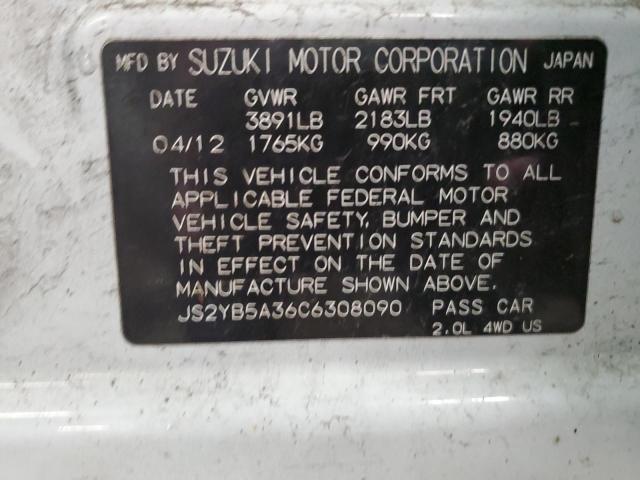 MFD BY SUZUKI MOTOR CORPORATION JAPAN
DATE GVWR GAWR FRT GAWR RR
3891LB 2183LB 1940LB
04/12 1765KG 990KG 880KG
THIS VEHICLE CONFORMS TO ALL
APPLICABLE FEDERAL MOTOR
VEHICLE SAFETY, BUMPER AND
THEFT PREVENTION STANDARDS
IN EFFECT ON THE DATE OF
MANUFACTURE SHOWN ABOVE.
JS2YB5A36C6308090 PASS CAR
2.0L 4WD US